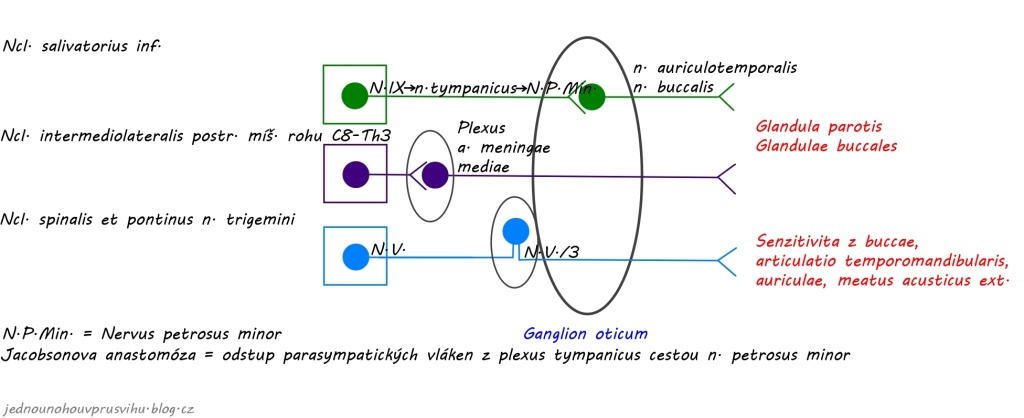 Ncl. salivatorius inf.
n. auriculotemporalis
N.IX→n.tympanicus→N.P.Min.
n. buccalis
Glandula parotis
Glandulae buccales
Ncl. intermediolateralis postr. míš. rohu C8-Th3
Plexus
a. meningae
mediae
Ncl. spinalis et pontinus n. trigemini
N.V.
N.V./3
Senzitivita z buccae,
articulatio temporomandibularis,
auriculae, meatus acusticus ext.
N.P.Min. = Nervus petrosus minor
Ganglion oticum
Jacobsonova anastomóza = odstup parasympatických vláken z plexus tympanicus cestou n. petrosus minor
jednounohouvprusvihu.blog.cz